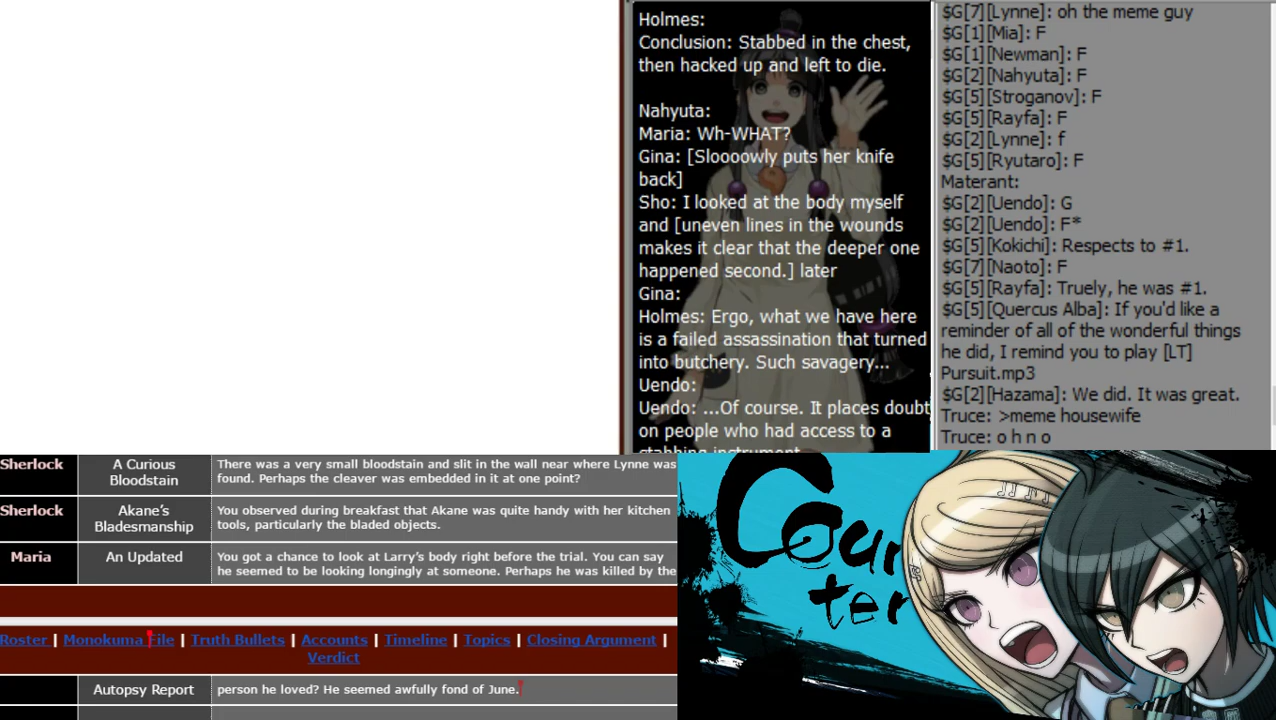 Holmes:
Conclusion: Stabbed in the chest,
then hacked up and left to die.
Nahyuta:
Maria: Wh-WHAT?
Gina: [Sloooowly puts her knife
back]
Sho: I looked at the body myself
and [uneven lines in the wounds
makes it clear that the deeper one
happened second.] later
Gina:
Holmes: Ergo, what we have here
is a failed assassination that turned
into butchery. Such savagery...
Uendo:
Uendo: ...Of course. It places doubt
on people who had access to a
stabbing instrument
$G[7][Lynne]: oh the meme guy
$G[1][Mia]: F
$G[1][Newman]: F
$G[2][Nahyuta]: F
$G[5][Stroganov]: F
$G[5][Rayfa]: F
$G[2][Lynne]: f
$G[5][Ryutaro]: F
Materant:
$G[2][Uendo]: G
$G[2][Uendo]: F*
$G[5][Kokichi]: Respects to #1.
$G[7][Naoto]: F
$G[5][Rayfa]: Truely, he was #1.
$G[5][Quercus Alba]: If you'd like a
reminder of all of the wonderful things
he did, I remind you to play [LT]
Pursuit.mp3
$G[2][Hazama]: We did. It was great.
Truce: >meme housewife
Truce: o h n o
Sherlock
A Curious
Bloodstain
There was a very small bloodstain and slit in the wall near where Lynne was
found. Perhaps the cleaver was embedded in it at one point?
Sherlock
Akane's
Bladesmanship
You observed during breakfast that Akane was quite handy with her kitchen
tools, particularly the bladed objects.
Maria
An Updated
You got a chance to look at Larry's body right before the trial. You can say
he seemed to be looking longingly at someone. Perhaps he was killed by the
Roster | Monokuma File | Truth Bullets | Accounts | Timeline | Topics | Closing Argument |
Verdict
Autopsy Report
person he loved? He seemed awfully fond of June.
Coun
ter